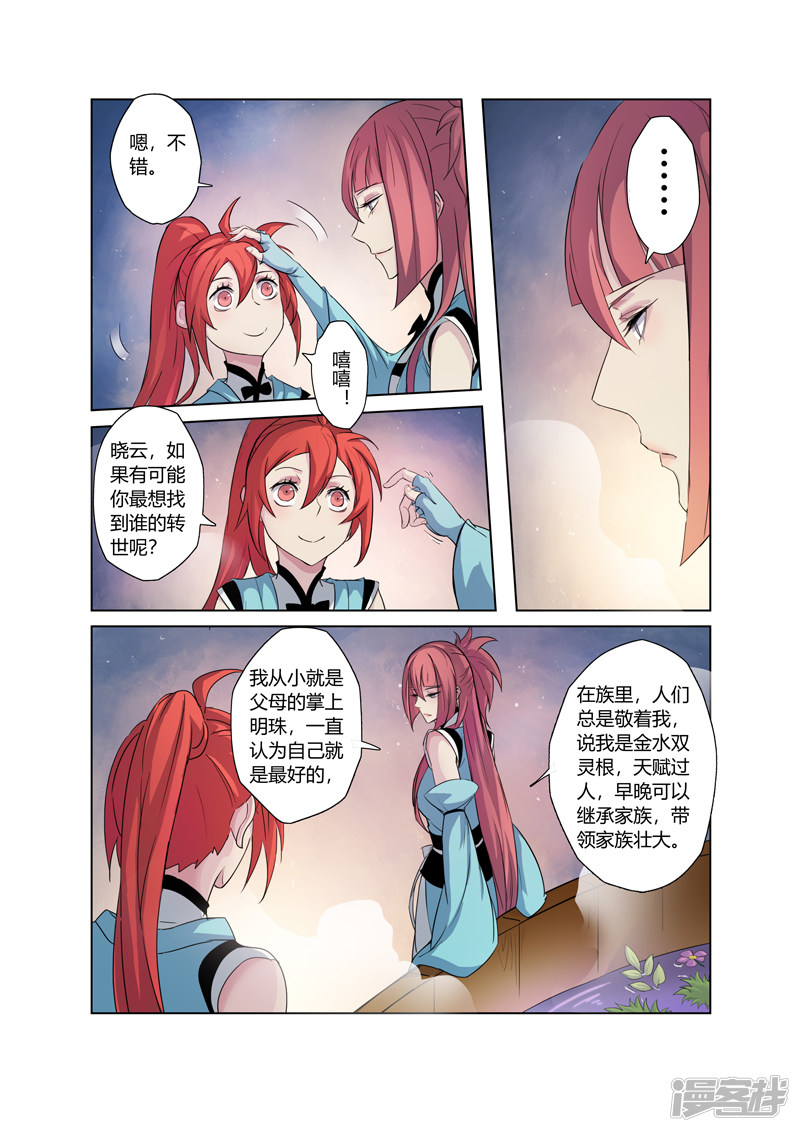 嗯，不
错。
嘻
嘻
！
晓云，如
果有可能
你最想找
到谁的转
世呢？
……
我从小就是
父母的掌上
明珠，一直
认为自己就
是最好的，
在族里，人们
总是敬着我，
说我是金水双
灵根，天赋过
人，早晚可以
继承家族，带
领家族壮大。
漫客栈